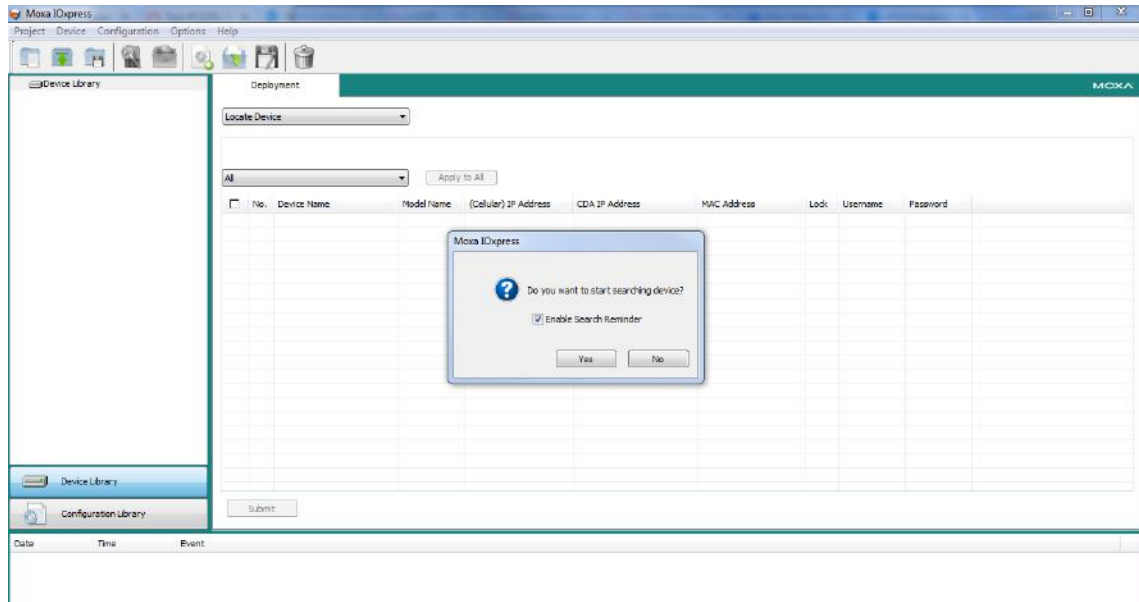 Moxa IOxpress
Project Device Configuration Options Help
Device Library
Deployment
MOXA
Locate Device
All
Apply to All
No. Device Name Model Name (Cellular) IP Address CDA IP Address MAC Address Lock Username Password
Moxa IOxpress
Do you want to start searching device?
Enable Search Reminder
Yes No
Device Library
Configuration Library
Submit
Date Time Event